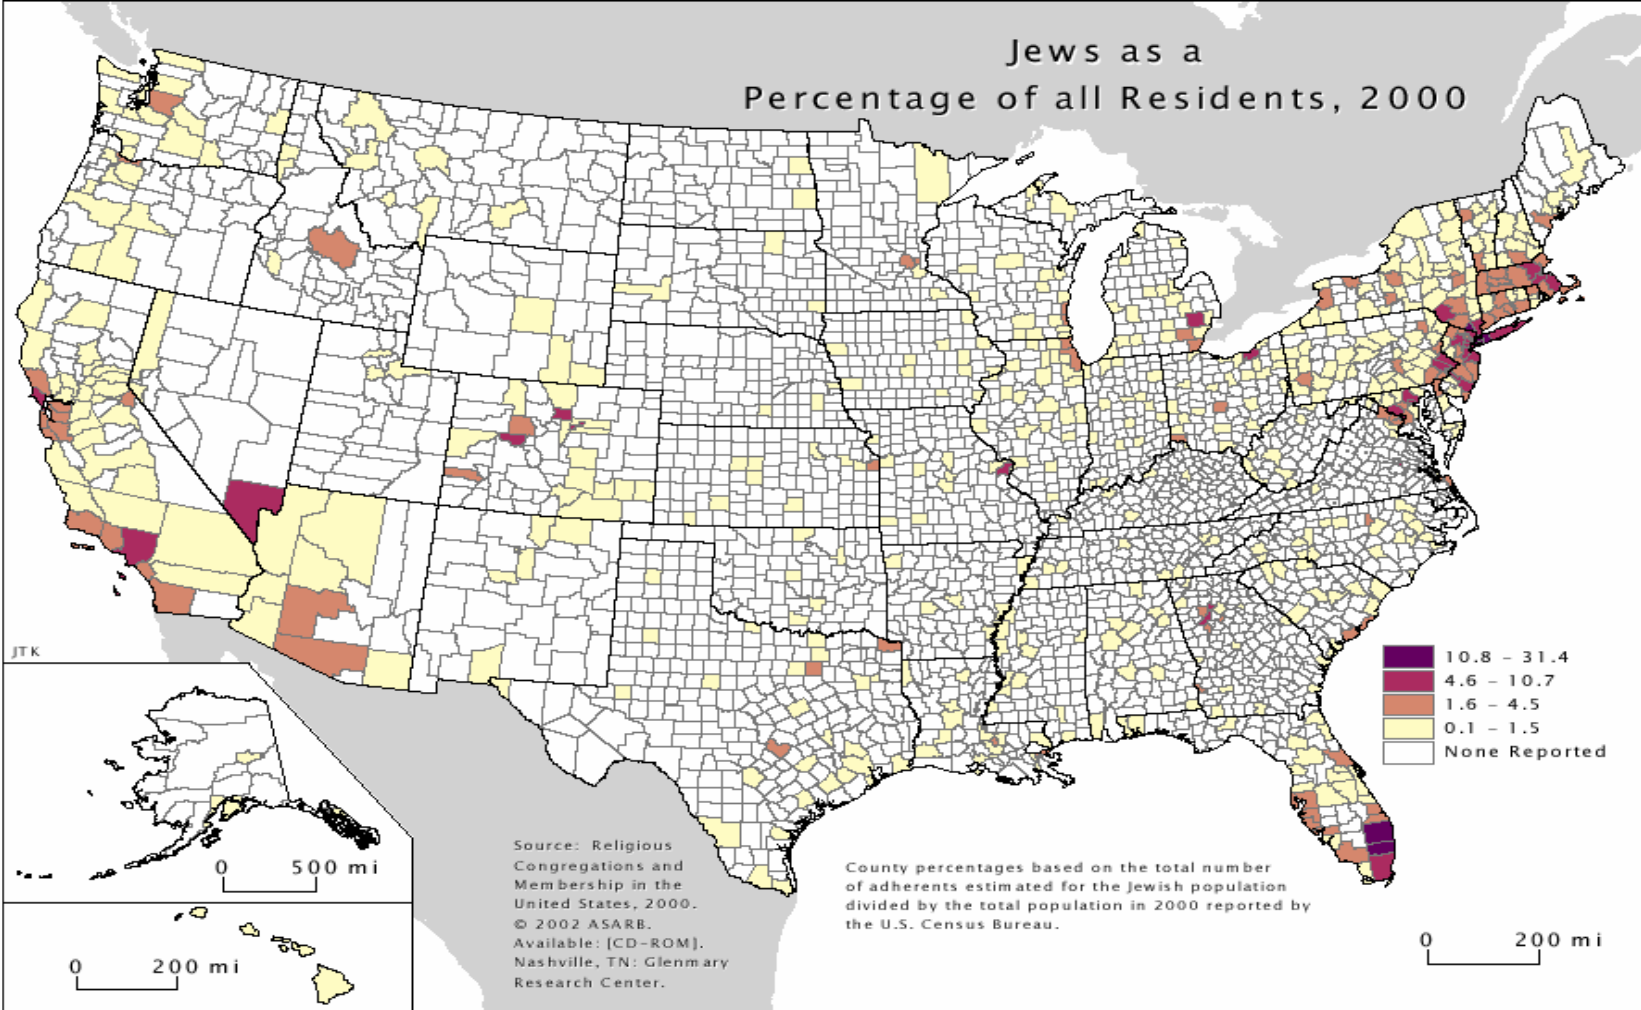 Jews as a
Percentage of all Residents, 2000
JTK
10.8 – 31.4
4.6 – 10.7
1.6 – 4.5
0.1 – 1.5
None Reported
0 500 mi
0 200 mi
Source: Religious
Congregations and
Membership in the
United States, 2000.
© 2002 ASARB.
Available: [CD-ROM].
Nashville, TN: Glenmary
Research Center.
County percentages based on the total number
of adherents estimated for the Jewish population
divided by the total population in 2000 reported by
the U.S. Census Bureau.
0 200 mi